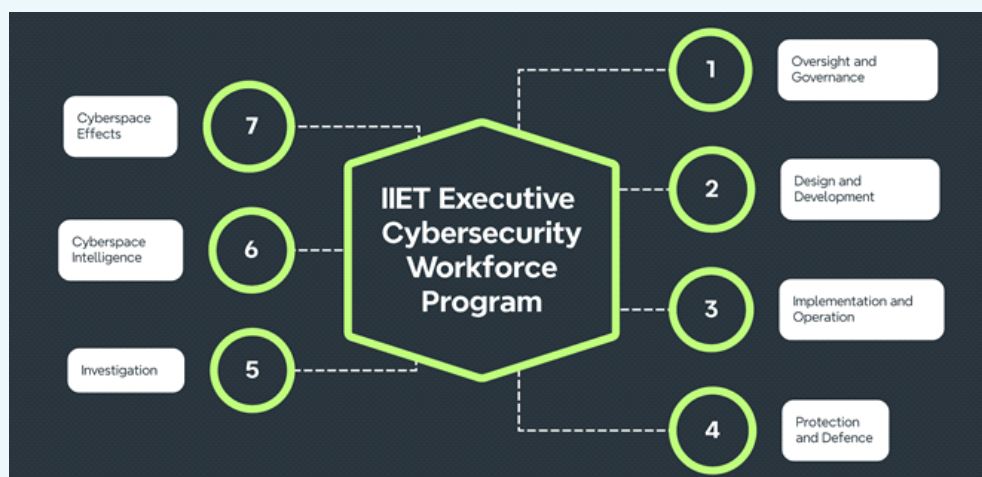 IIET Executive
Cybersecurity
Workforce
Program
1
Oversight and
Governance
2
Design and
Development
3
Implementation and
Operation
4
Protection
and Defence
5
Investigation
6
Cyberspace
Intelligence
7
Cyberspace
Effects